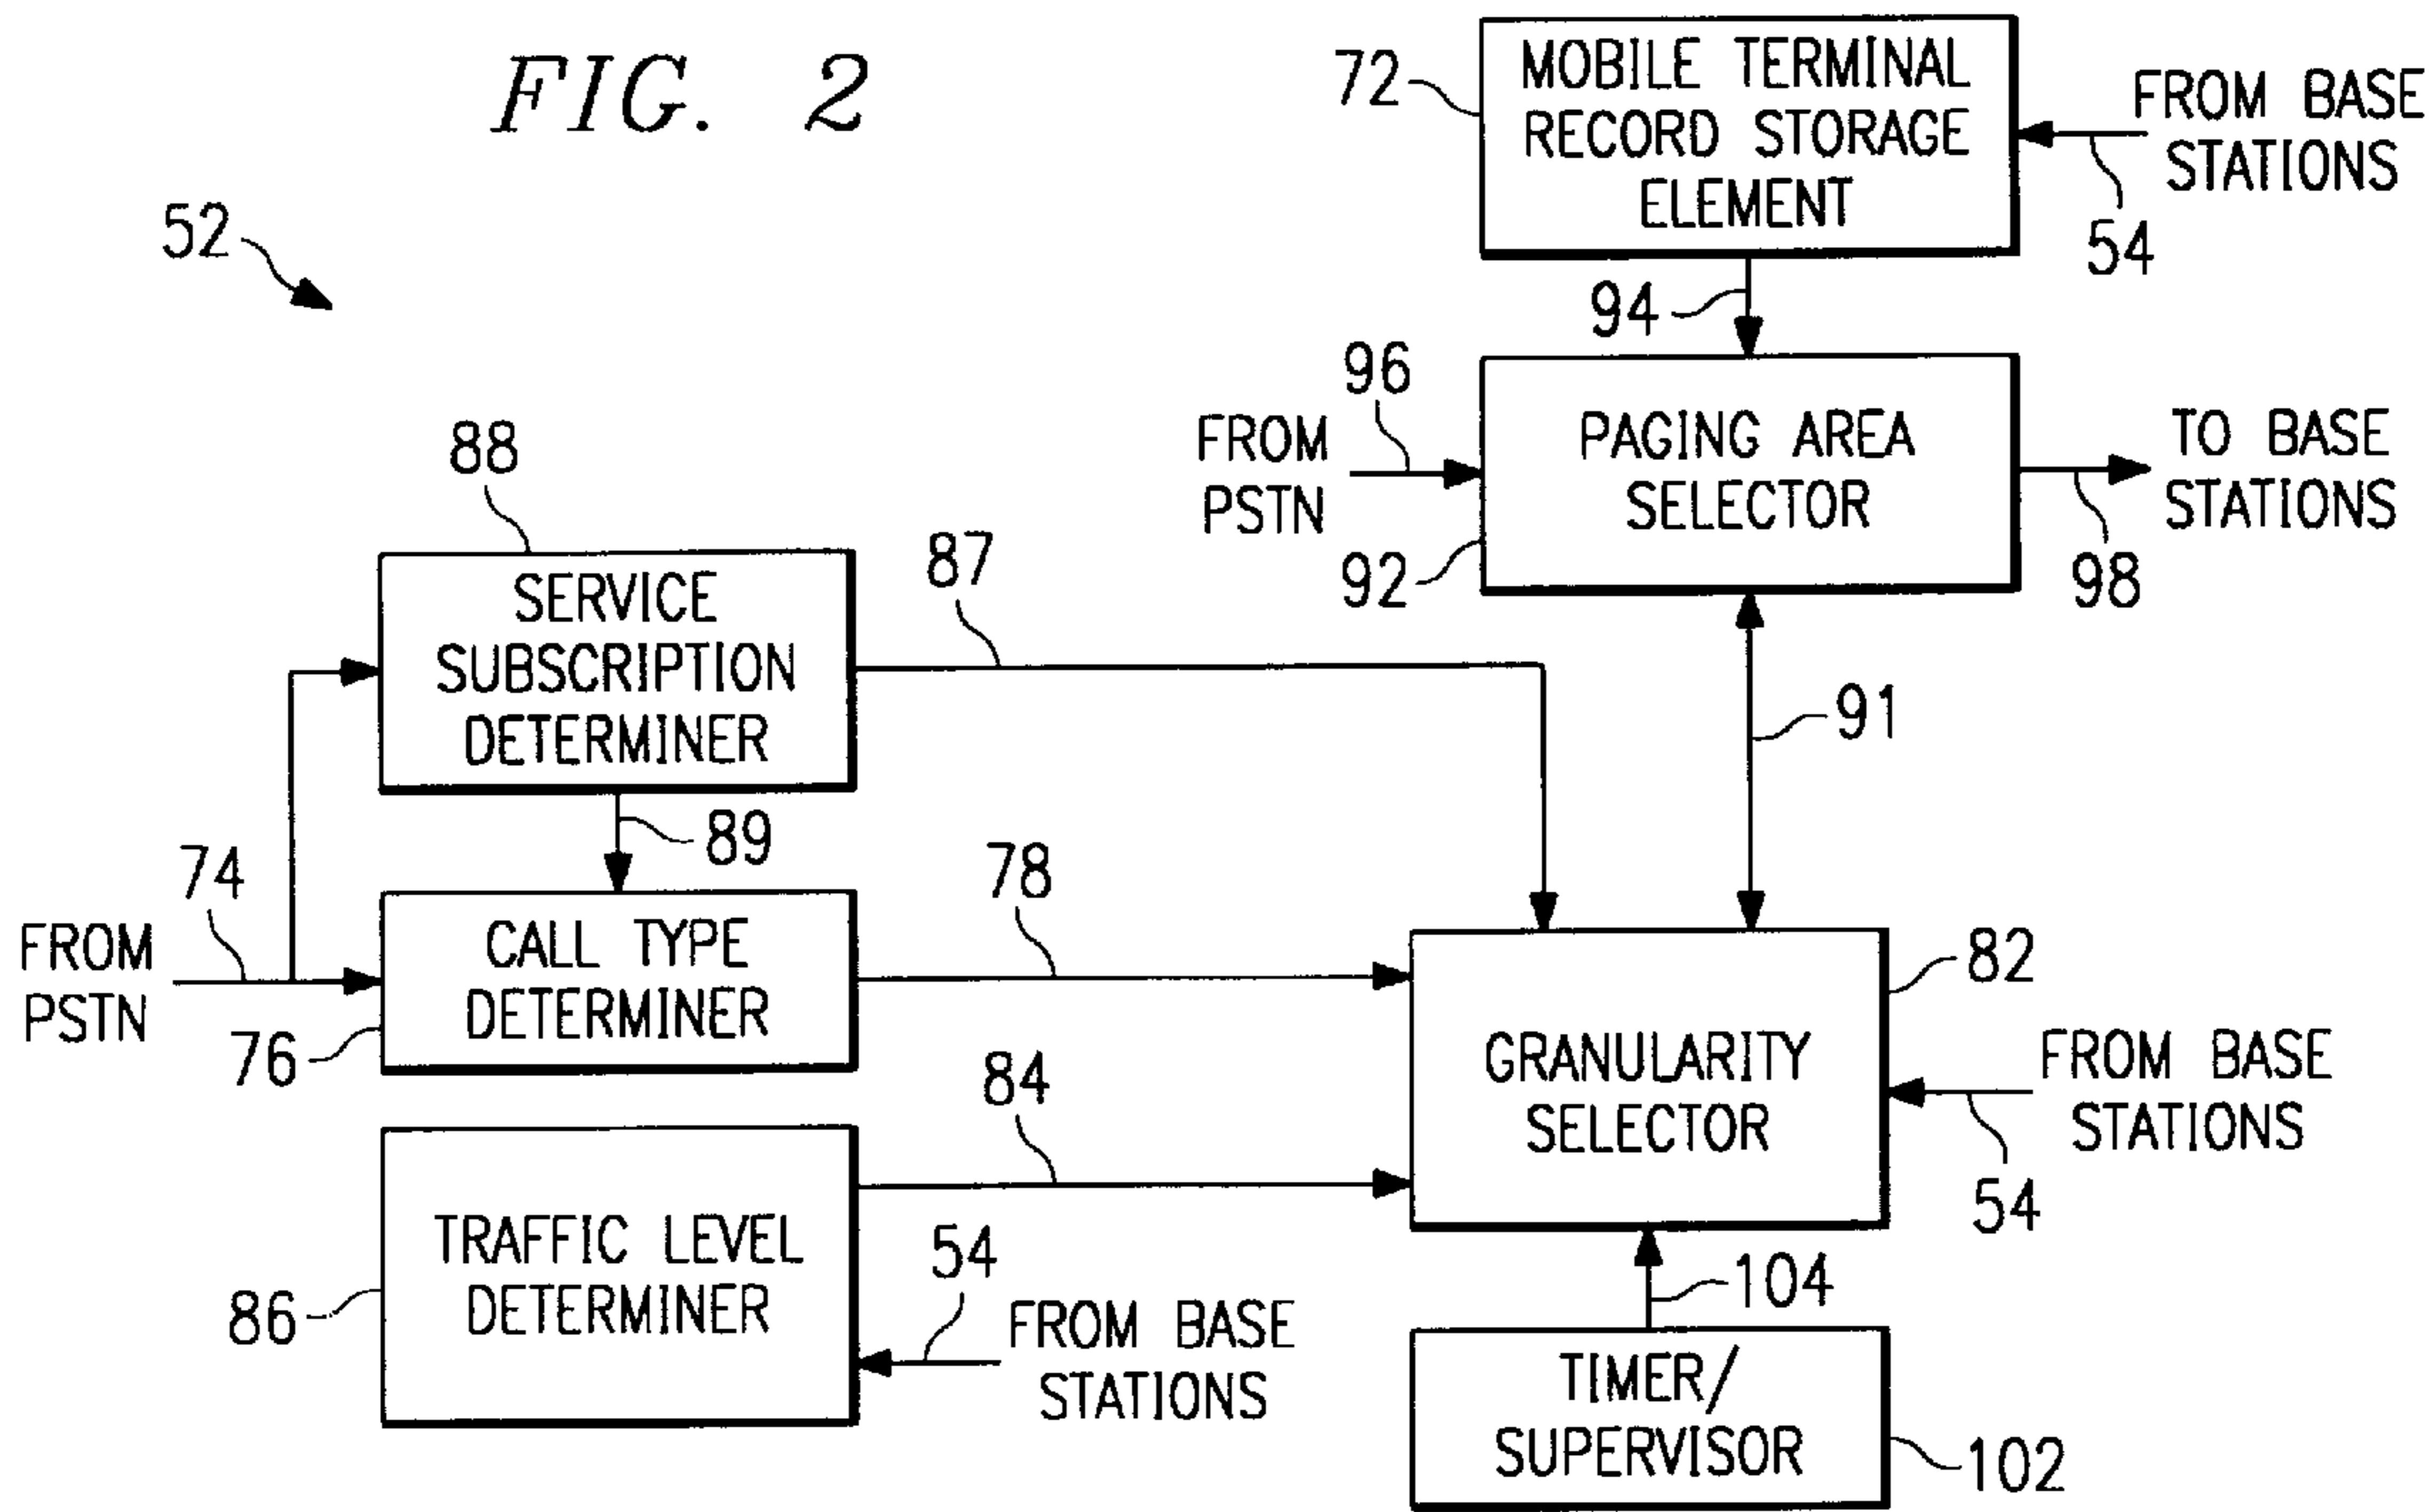 FIG. 2
52
72
MOBILE TERMINAL
RECORD STORAGE
ELEMENT
FROM BASE
STATIONS
54
94
96
FROM
PSTN
PAGING AREA
SELECTOR
92
TO BASE
STATIONS
98
88
SERVICE
SUBSCRIPTION
DETERMINER
87
91
89
74
FROM
PSTN
CALL TYPE
DETERMINER
76
78
82
GRANULARITY
SELECTOR
FROM BASE
STATIONS
54
84
TRAFFIC LEVEL
DETERMINER
86
54
FROM BASE
STATIONS
104
TIMER/
SUPERVISOR
102